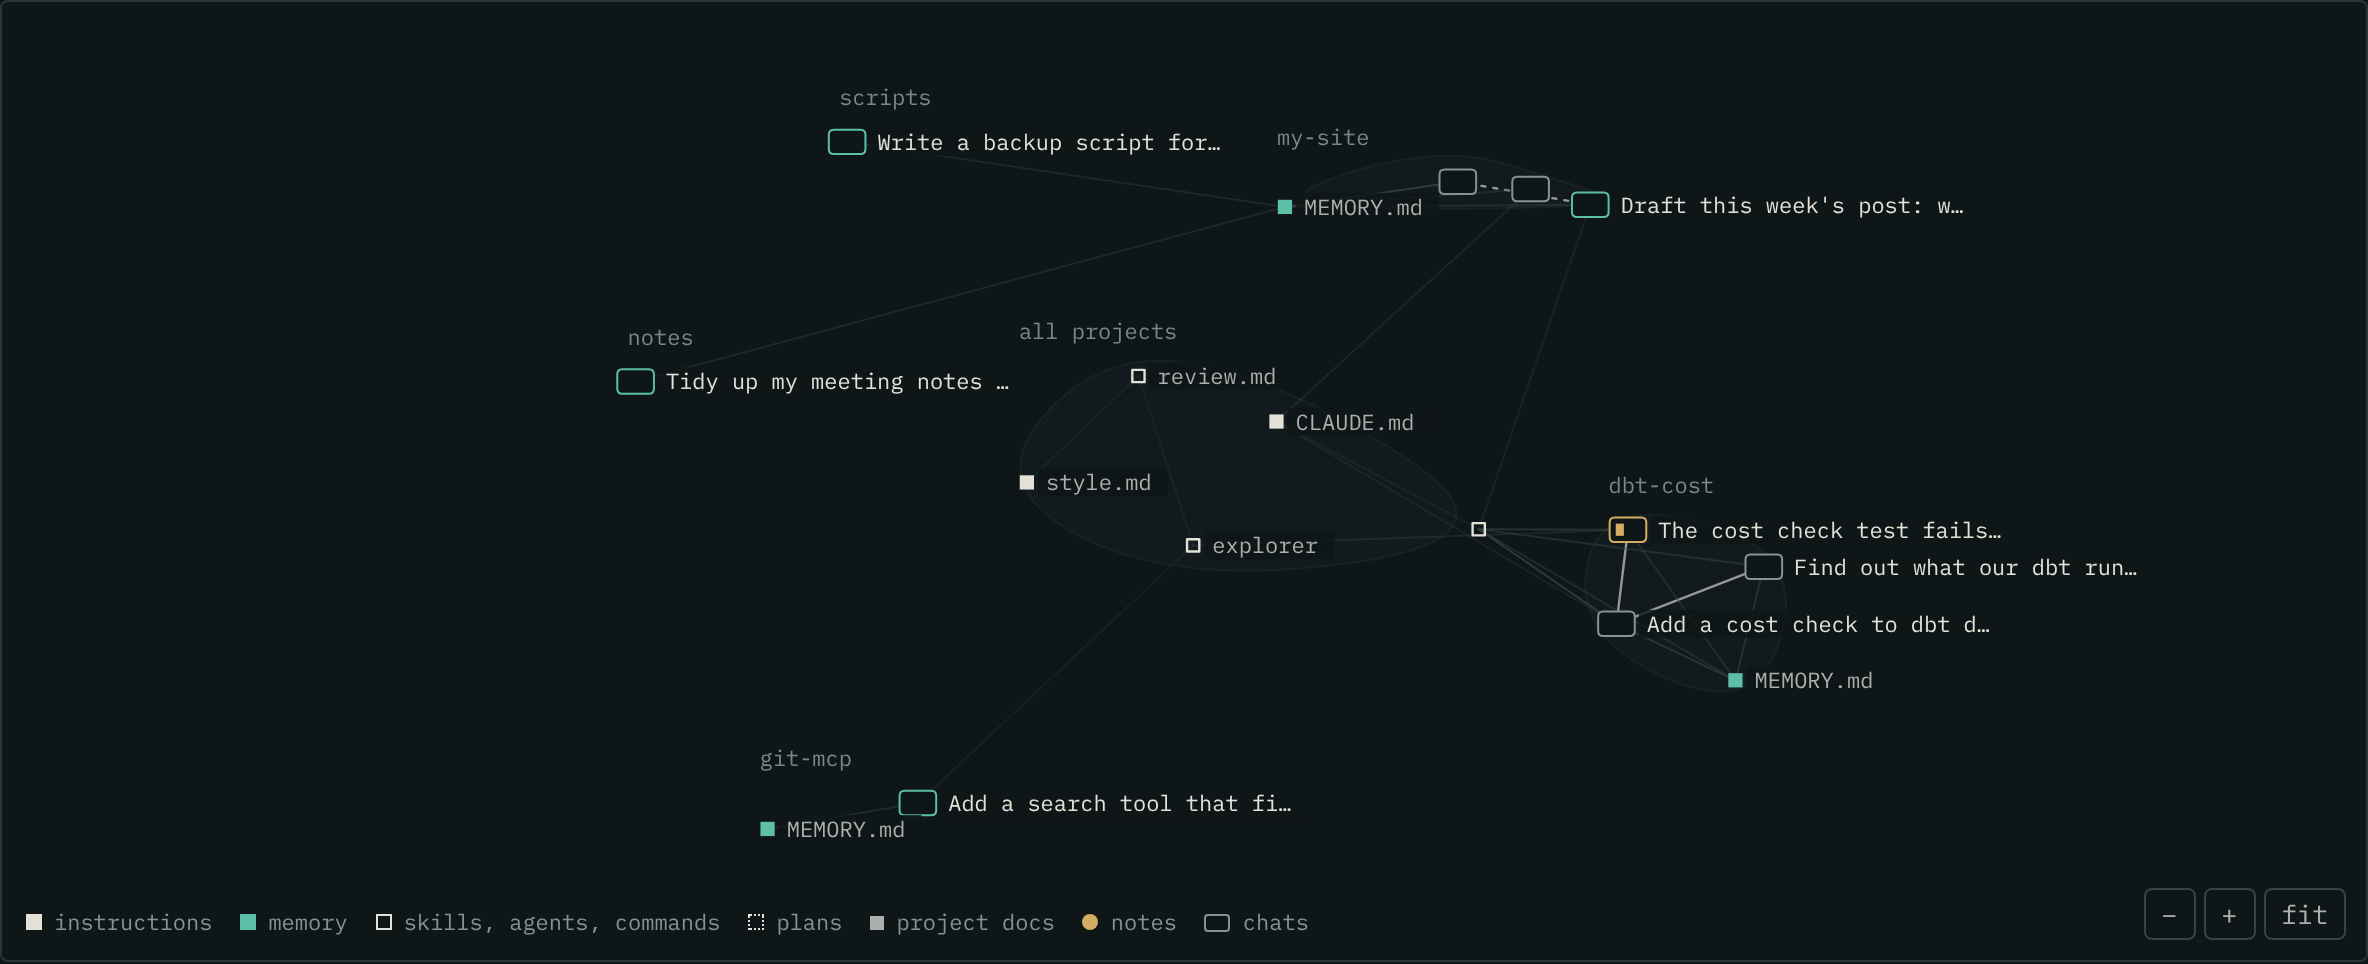 scripts
Write a backup script for…
my-site
MEMORY.md
Draft this week's post: w…
notes
Tidy up my meeting notes …
all projects
review.md
CLAUDE.md
style.md
explorer
dbt-cost
The cost check test fails…
Find out what our dbt run…
Add a cost check to dbt d…
MEMORY.md
git-mcp
Add a search tool that fi…
MEMORY.md
instructions memory skills, agents, commands plans project docs notes chats
− + fit